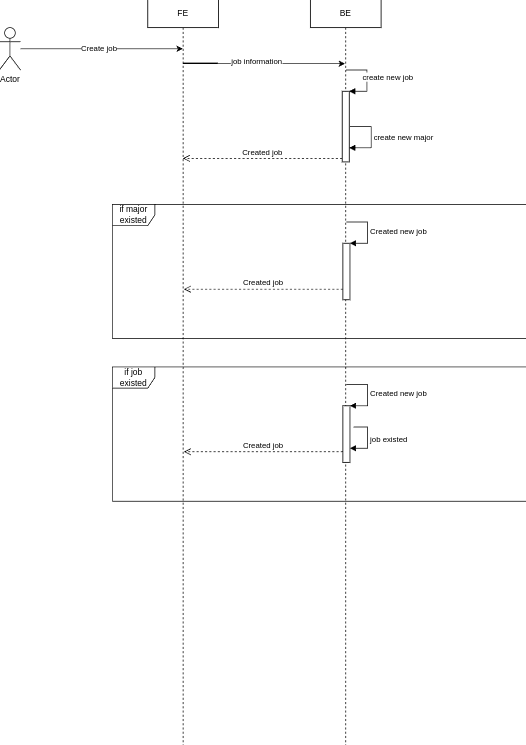 FE
BE
Create job
Actor
job information
create new job
create new major
Created job
if major
existed
Created new job
Created job
if job
existed
Created new job
job existed
Created job